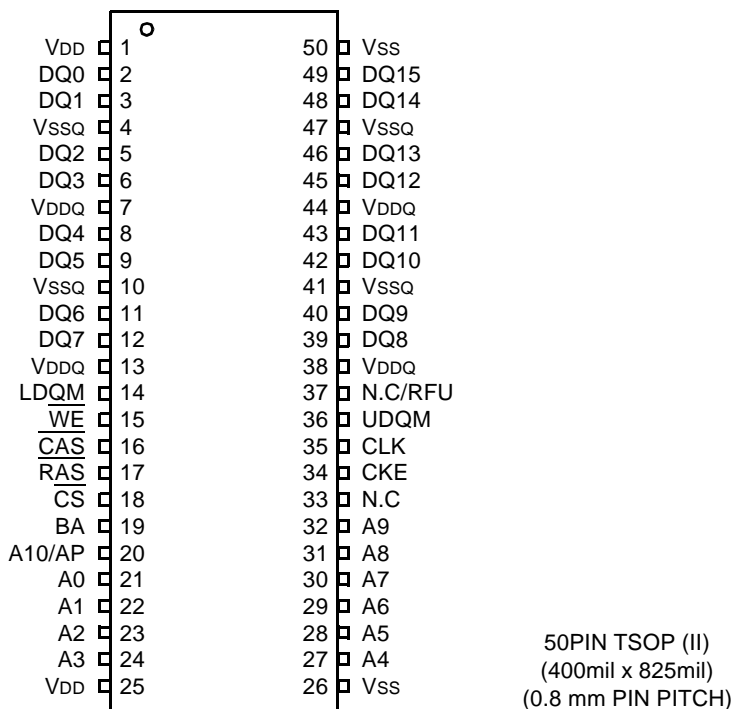 VDD 1 50 VSS
DQ0 2 49 DQ15
DQ1 3 48 DQ14
VSSQ 4 47 VSSQ
DQ2 5 46 DQ13
DQ3 6 45 DQ12
VDDQ 7 44 VDDQ
DQ4 8 43 DQ11
DQ5 9 42 DQ10
VSSQ 10 41 VSSQ
DQ6 11 40 DQ9
DQ7 12 39 DQ8
VDDQ 13 38 VDDQ
LDQM 14 37 N.C/RFU
WE 15 36 UDQM
CAS 16 35 CLK
RAS 17 34 CKE
CS 18 33 N.C
BA 19 32 A9
A10/AP 20 31 A8
A0 21 30 A7
A1 22 29 A6
A2 23 28 A5
A3 24 27 A4
VDD 25 26 VSS
50PIN TSOP (II)
(400mil x 825mil)
(0.8 mm PIN PITCH)